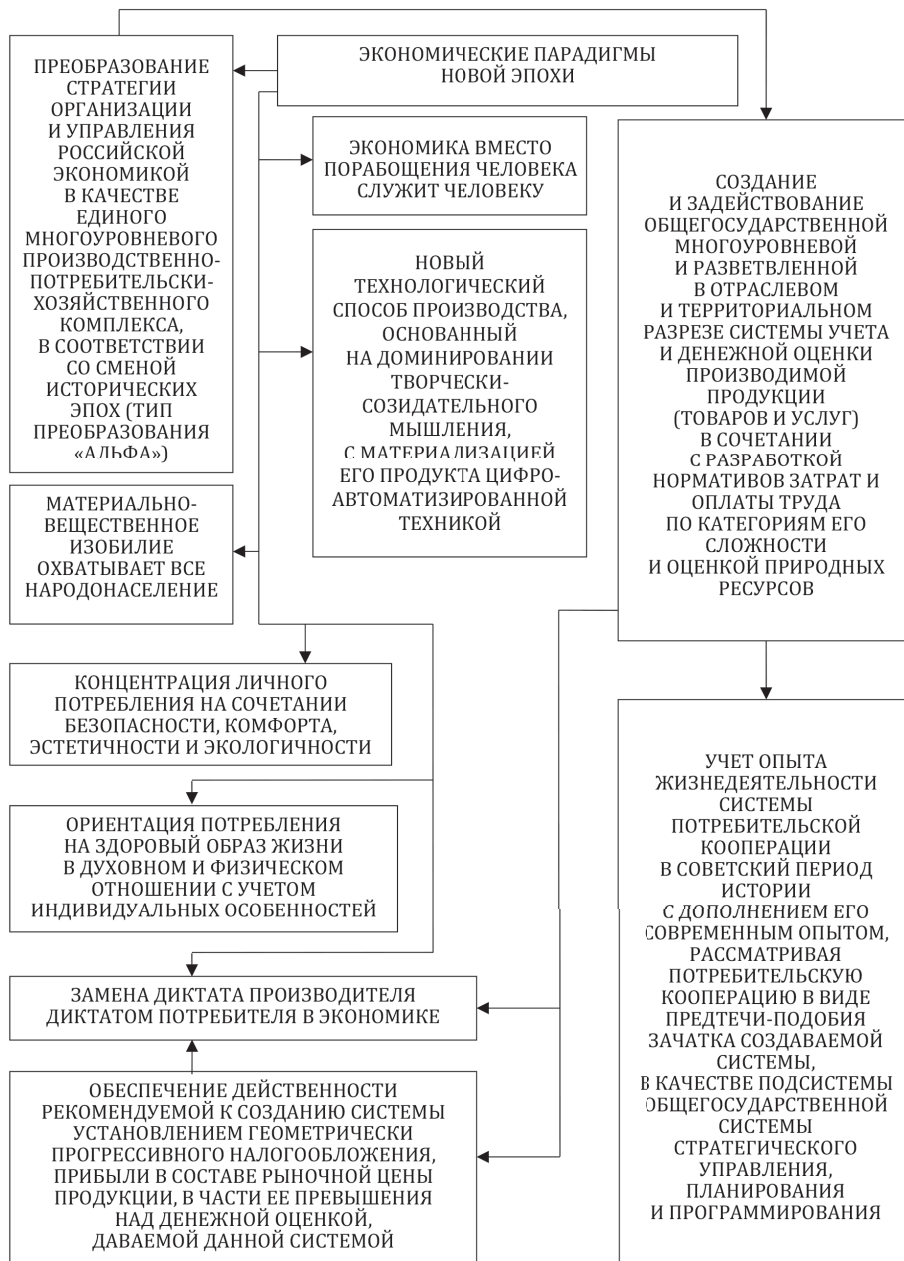 ЭКОНОМИЧЕСКИЕ ПАРАДИГМЫ
НОВОЙ ЭПОХИ
ПРЕОБРАЗОВАНИЕ
СТРАТЕГИИ
ОРГАНИЗАЦИИ
И УПРАВЛЕНИЯ
РОССИЙСКОЙ
ЭКОНОМИКОЙ
В КАЧЕСТВЕ
ЕДИНОГО
МНОГОУРОВНЕВОГО
ПРОИЗВОДСТВЕННО-
ПОТРЕБИТЕЛЬСКИ-
ХОЗЯЙСТВЕННОГО
КОМПЛЕКСА,
В СООТВЕТСТВИИ
СО СМЕНОЙ
ИСТОРИЧЕСКИХ
ЭПОХ (ТИП
ПРЕОБРАЗОВАНИЯ
«АЛЬФА»)
ЭКОНОМИКА ВМЕСТО
ПОРАБОЩЕНИЯ ЧЕЛОВЕКА
СЛУЖИТ ЧЕЛОВЕКУ
НОВЫЙ
ТЕХНОЛОГИЧЕСКИЙ
СПОСОБ ПРОИЗВОДСТВА,
ОСНОВАННЫЙ
НА ДОМИНИРОВАНИИ
ТВОРЧЕСКИ-
СОЗИДАТЕЛЬНОГО
МЫШЛЕНИЯ,
С МАТЕРИАЛИЗАЦИЕЙ
ЕГО ПРОДУКТА ЦИФРО-
АВТОМАТИЗИРОВАННОЙ
ТЕХНИКОЙ
МАТЕРИАЛЬНО-
ВЕЩЕСТВЕННОЕ
ИЗОБИЛИЕ
ОХВАТЫВАЕТ ВСЕ
НАРОДОНАСЕЛЕНИЕ
КОНЦЕНТРАЦИЯ ЛИЧНОГО
ПОТРЕБЛЕНИЯ НА СОЧЕТАНИИ
БЕЗОПАСНОСТИ, КОМФОРТА,
ЭСТЕТИЧНОСТИ И ЭКОЛОГИЧНОСТИ
ОРИЕНТАЦИЯ ПОТРЕБЛЕНИЯ
НА ЗДОРОВЫЙ ОБРАЗ ЖИЗНИ
В ДУХОВНОМ И ФИЗИЧЕСКОМ
ОТНОШЕНИИ С УЧЕТОМ
ИНДИВИДУАЛЬНЫХ ОСОБЕННОСТЕЙ
ЗАМЕНА ДИКТАТА ПРОИЗВОДИТЕЛЯ
ДИКТАТОМ ПОТРЕБИТЕЛЯ В ЭКОНОМИКЕ
ОБЕСПЕЧЕНИЕ ДЕЙСТВЕННОСТИ
РЕКОМЕНДУЕМОЙ К СОЗДАНИЮ СИСТЕМЫ
УСТАНОВЛЕНИЕМ ГЕОМЕТРИЧЕСКИ
ПРОГРЕССИВНОГО НАЛОГООБЛОЖЕНИЯ,
ПРИБЫЛИ В СОСТАВЕ РЫНОЧНОЙ ЦЕНЫ
ПРОДУКЦИИ, В ЧАСТИ ЕЕ ПРЕВЫШЕНИЯ
НАД ДЕНЕЖНОЙ ОЦЕНКОЙ,
ДАВАЕМОЙ ДАННОЙ СИСТЕМОЙ
СОЗДАНИЕ
И ЗАДЕЙСТВОВАНИЕ
ОБЩЕГОСУДАРСТВЕННОЙ
МНОГОУРОВНЕВОЙ
И РАЗВЕТВЛЕННОЙ
В ОТРАСЛЕВОМ
И ТЕРРИТОРИАЛЬНОМ
РАЗРЕЗЕ СИСТЕМЫ УЧЕТА
И ДЕНЕЖНОЙ ОЦЕНКИ
ПРОИЗВОДИМОЙ
ПРОДУКЦИИ
(ТОВАРОВ И УСЛУГ)
В СОЧЕТАНИИ
С РАЗРАБОТКОЙ
НОРМАТИВОВ ЗАТРАТ И
ОПЛАТЫ ТРУДА
ПО КАТЕГОРИЯМ ЕГО
СЛОЖНОСТИ
И ОЦЕНКОЙ ПРИРОДНЫХ
РЕСУРСОВ
УЧЕТ ОПЫТА
ЖИЗНЕДЕЯТЕЛЬНОСТИ
СИСТЕМЫ
ПОТРЕБИТЕЛЬСКОЙ
КООПЕРАЦИИ
В СОВЕТСКИЙ ПЕРИОД
ИСТОРИИ
С ДОПОЛНЕНИЕМ ЕГО
СОВРЕМЕННЫМ ОПЫТОМ,
РАССМАТРИВАЯ
ПОТРЕБИТЕЛЬСКУЮ
КООПЕРАЦИЮ В ВИДЕ
ПРЕДТЕЧИ-ПОДОБИЯ
ЗАЧАТКА СОЗДАВАЕМОЙ
СИСТЕМЫ,
В КАЧЕСТВЕ ПОДСИСТЕМЫ
ОБЩЕГОСУДАРСТВЕННОЙ
СИСТЕМЫ
СТРАТЕГИЧЕСКОГО
УПРАВЛЕНИЯ,
ПЛАНИРОВАНИЯ
И ПРОГРАММИРОВАНИЯ